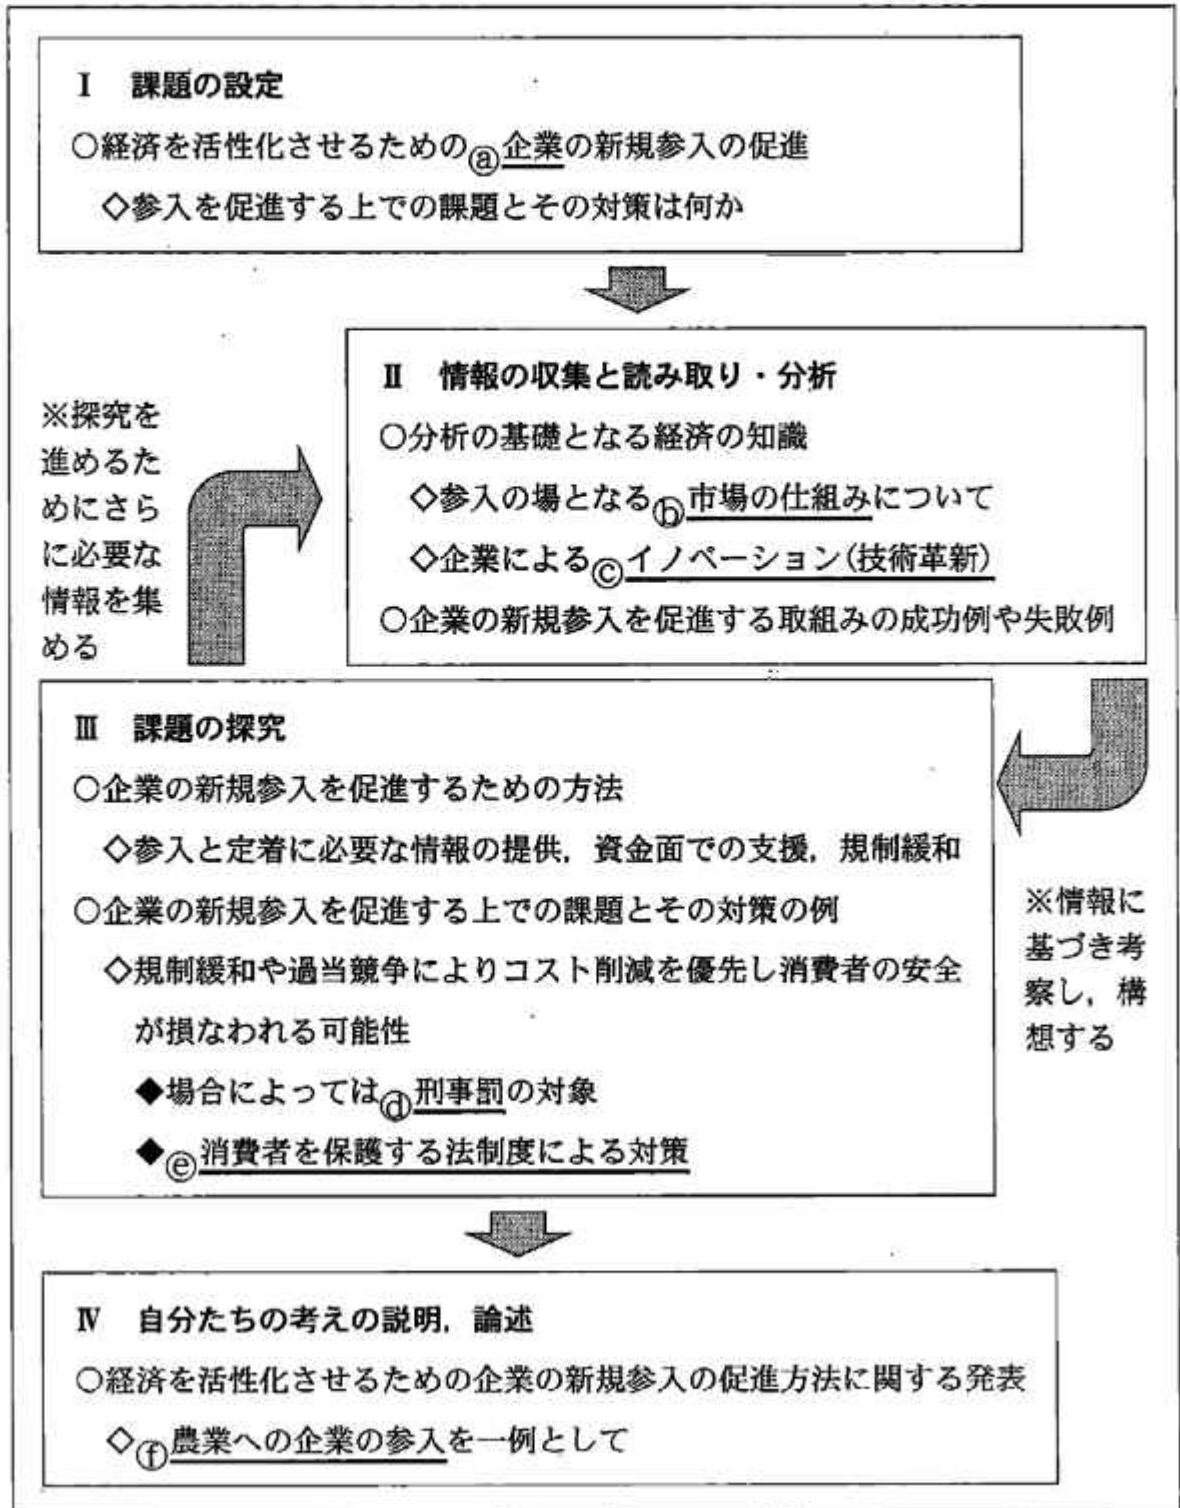 Ⅰ 課題の設定
○経済を活性化させるためのⓐ企業の新規参入の促進
◇参入を促進する上での課題とその対策は何か
Ⅱ 情報の収集と読み取り・分析
○分析の基礎となる経済の知識
◇参入の場となるⓑ市場の仕組みについて
◇企業によるⓒイノベーション(技術革新)
○企業の新規参入を促進する取組みの成功例や失敗例
※探究を
進めるた
めにさら
に必要な
情報を集
める
Ⅲ 課題の探究
○企業の新規参入を促進するための方法
◇参入と定着に必要な情報の提供，資金面での支援，規制緩和
○企業の新規参入を促進する上での課題とその対策の例
◇規制緩和や過当競争によりコスト削減を優先し消費者の安全
が損なわれる可能性
◆場合によってはⓓ刑事罰の対象
◆ⓔ消費者を保護する法制度による対策
※情報に
基づき考
察し，構
想する
Ⅳ 自分たちの考えの説明，論述
○経済を活性化させるための企業の新規参入の促進方法に関する発表
◇ⓕ農業への企業の参入を一例として